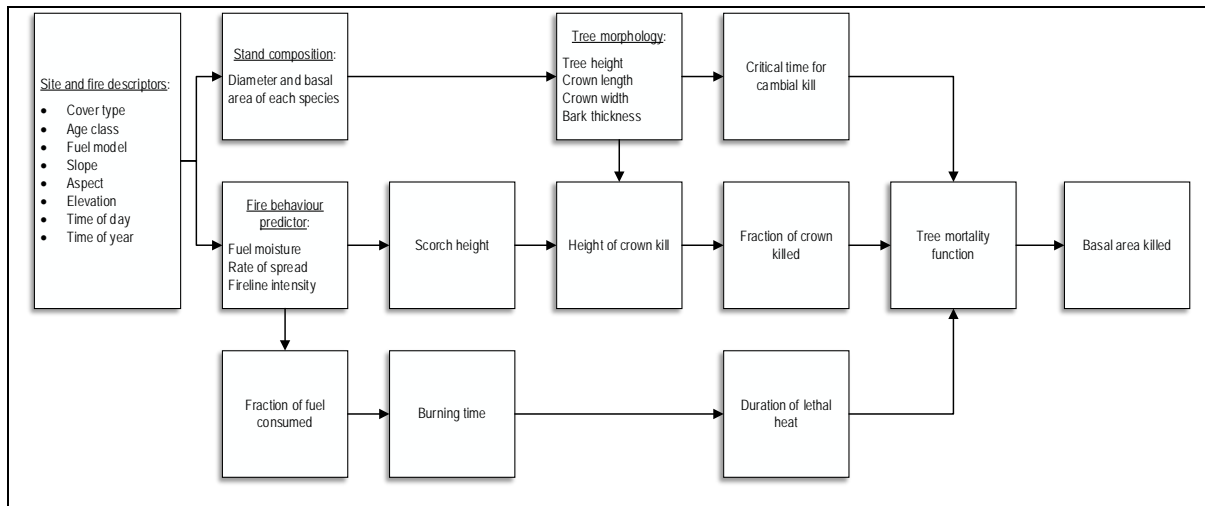 Site and fire descriptors:
• Cover type
• Age class
• Fuel model
• Slope
• Aspect
• Elevation
• Time of day
• Time of year
Stand composition:
Diameter and basal
area of each species
Tree morphology:
Tree height
Crown length
Crown width
Bark thickness
Critical time for
cambial kill
Fire behaviour
predictor:
Fuel moisture
Rate of spread
Fireline intensity
Scorch height
Height of crown kill
Fraction of crown
killed
Tree mortality
function
Basal area killed
Fraction of fuel
consumed
Burning time
Duration of lethal
heat